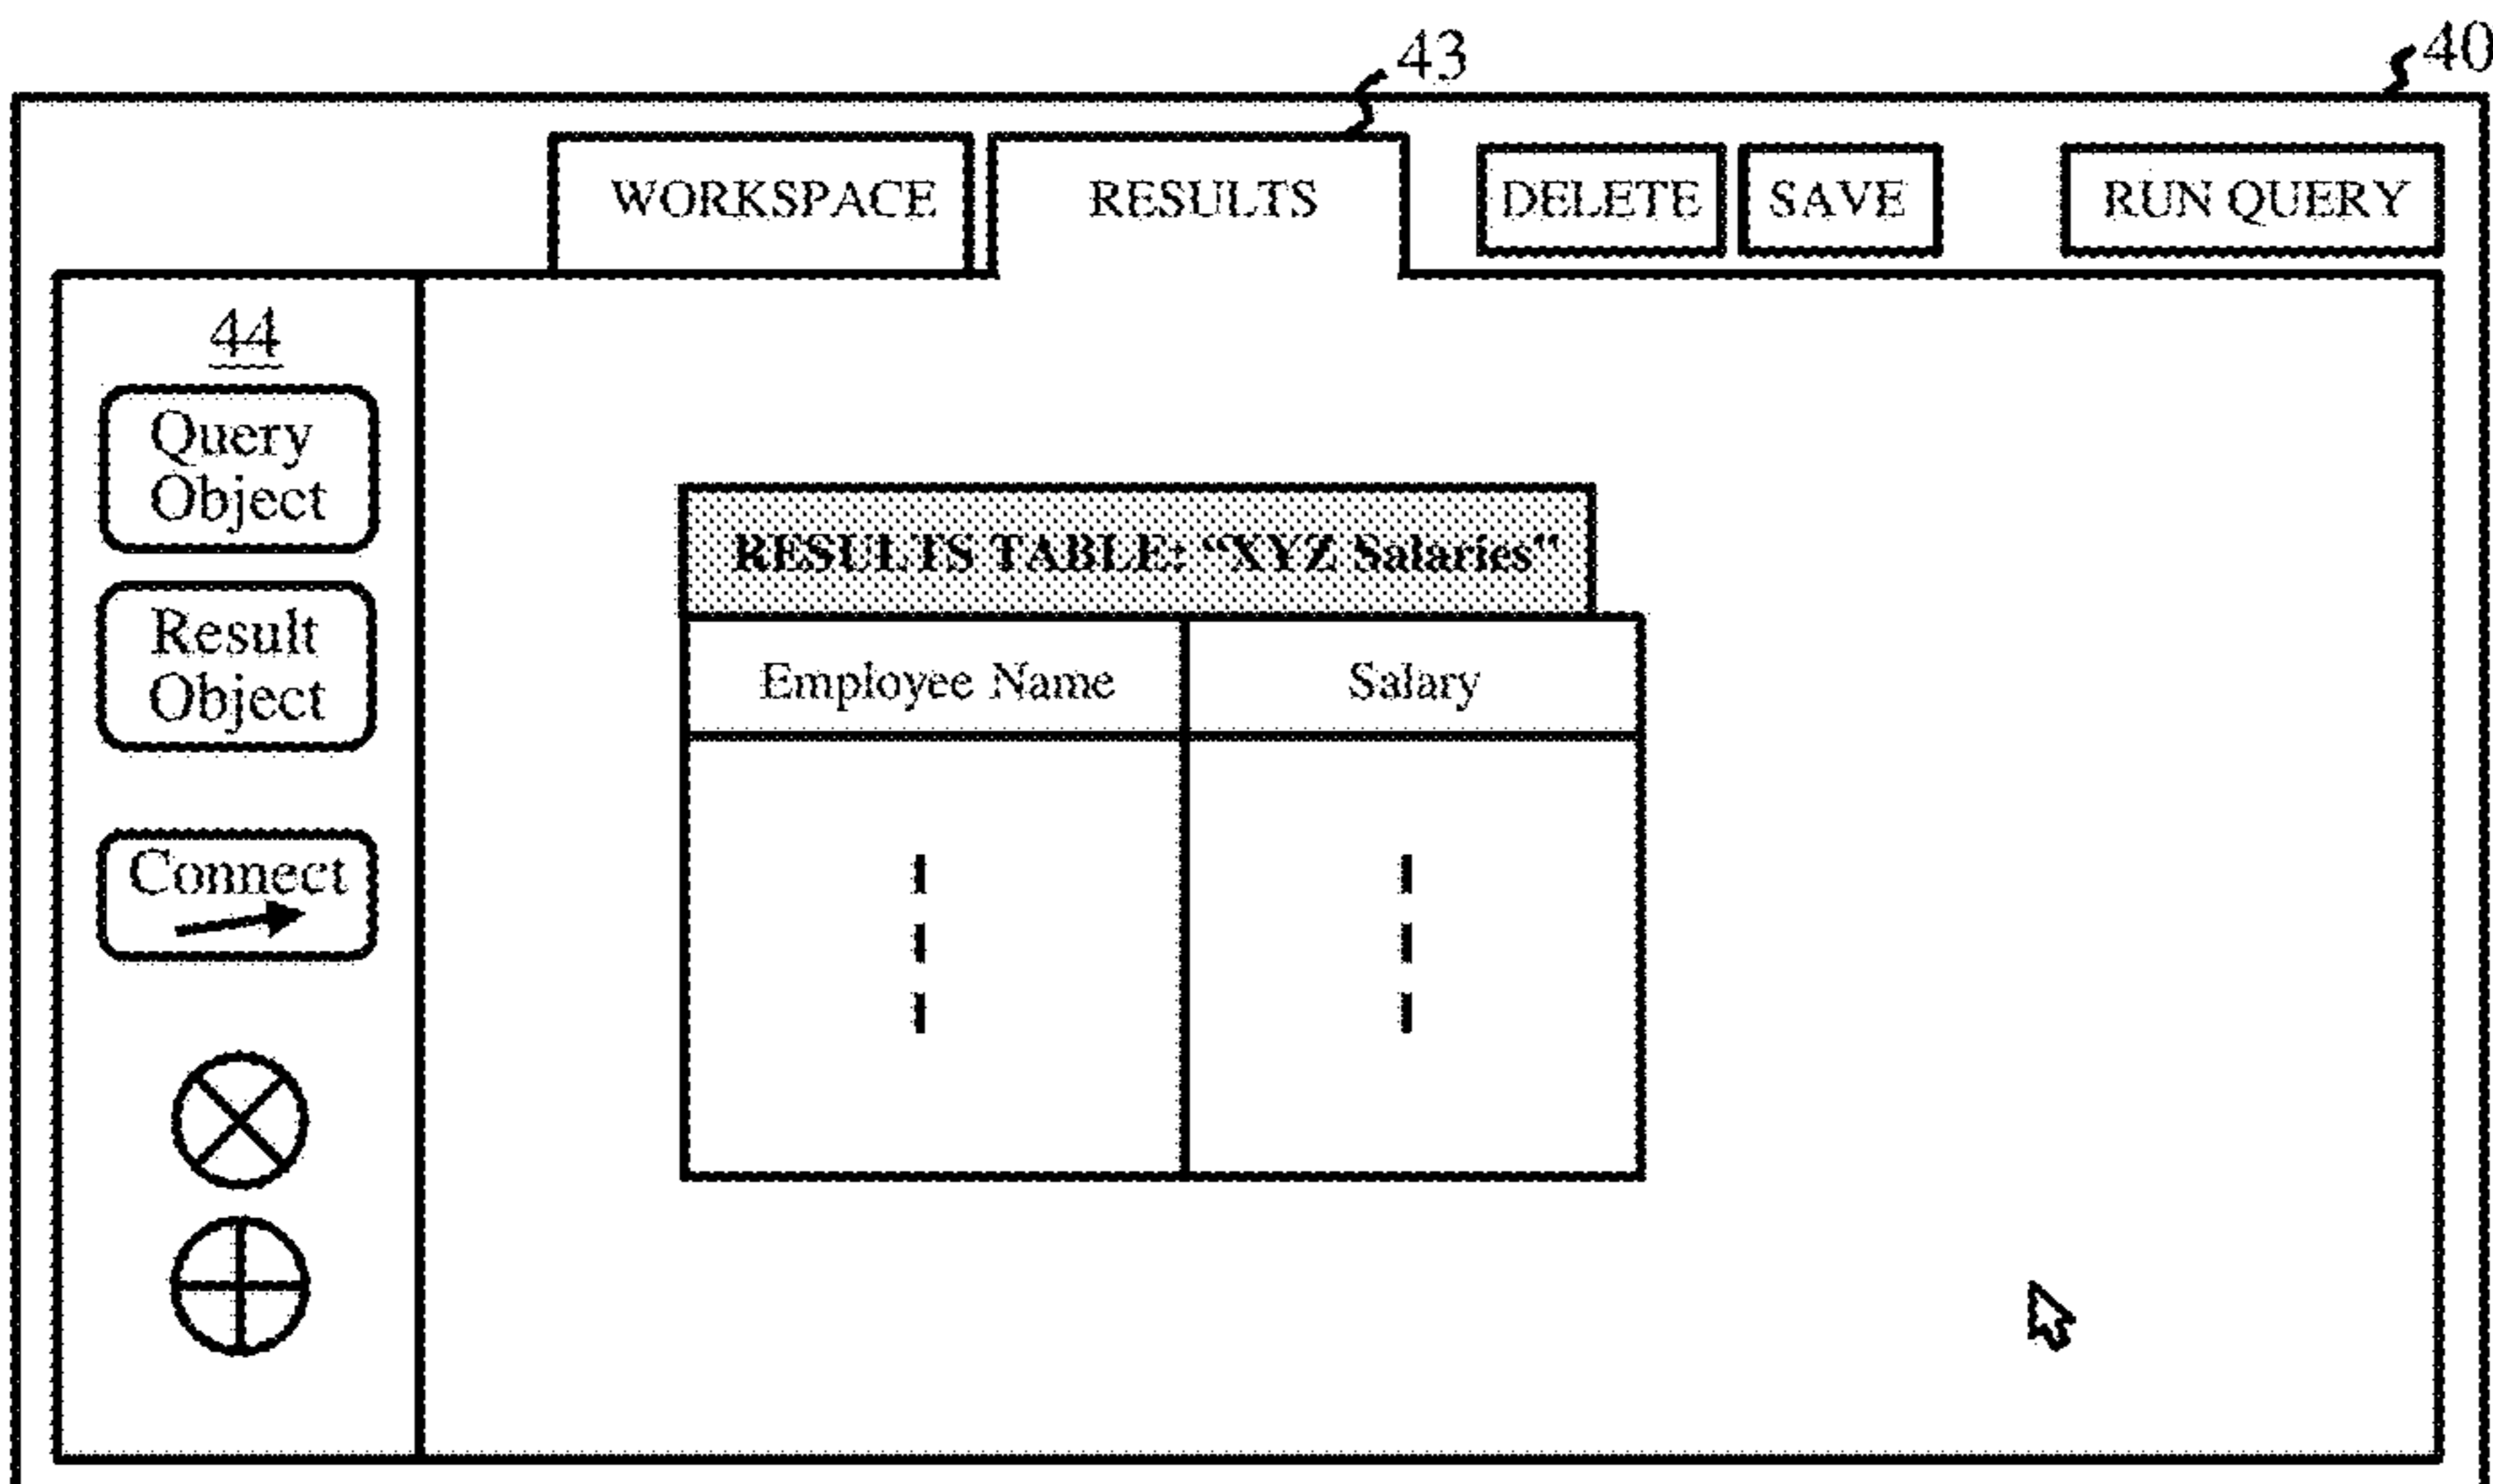 43
40
WORKSPACE
RESULTS
DELETE
SAVE
RUN QUERY
44
Query
Object
Result
Object
Connect
RESULTS TABLE: “XYZ Salaries”
Employee Name
Salary